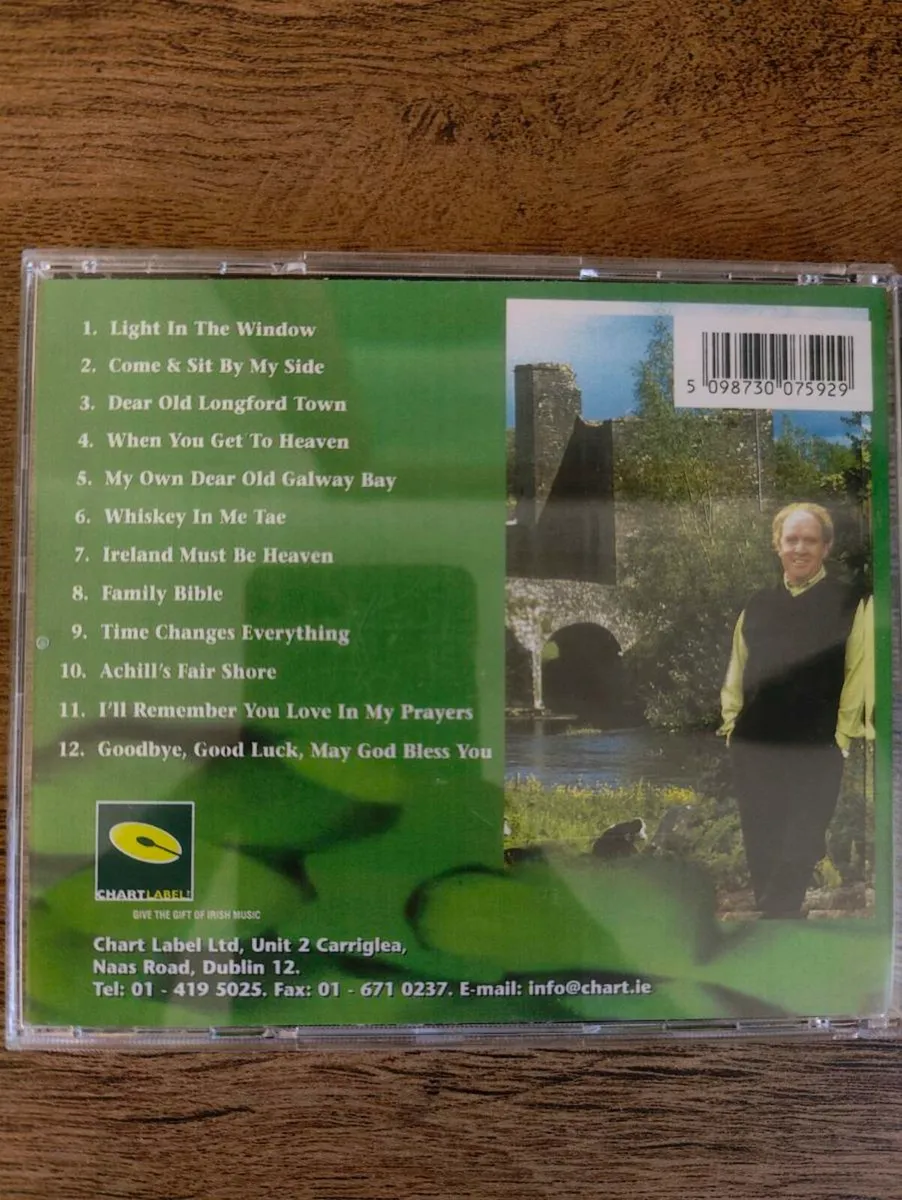 1. Light In The Window
2. Come & Sit By My Side
3. Dear Old Longford Town
4. When You Get To Heaven
5. My Own Dear Old Galway Bay
6. Whiskey In Me Tae
7. Ireland Must Be Heaven
8. Family Bible
9. Time Changes Everything
10. Achill's Fair Shore
11. I'll Remember You Love In My Prayers
12. Goodbye, Good Luck, May God Bless You
5 098730 075929
CHARTLABEL
GIVE THE GIFT OF IRISH MUSIC
Chart Label Ltd, Unit 2 Carriglea,
Naas Road, Dublin 12.
Tel: 01 - 419 5025. Fax: 01 - 671 0237. E-mail: info@chart.ie